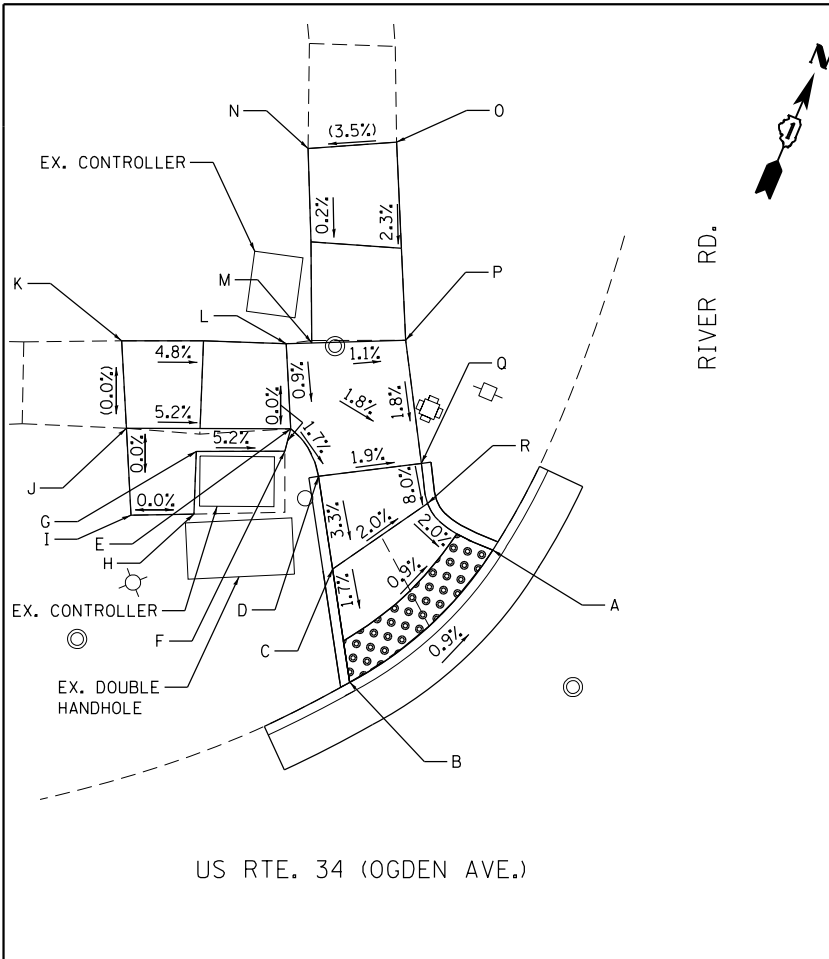 N
O
(3.5%)
N
1
EX. CONTROLLER
0.2%
2.3%
RIVER RD.
K
M
P
L
4.8%
1.1%
Q
(0.0%)
0.0%
0.9%
1.8%
1.8%
5.2%
R
0.0%
5.2%
1.7%
J
1.9%
8.0%
G
0.0%
3.3%
2.0%
2.0%
I
E
H
0.9%
1.7%
EX. CONTROLLER
D
A
F
C
0.9%
EX. DOUBLE
HANDHOLE
B
US RTE. 34 (OGDEN AVE.)